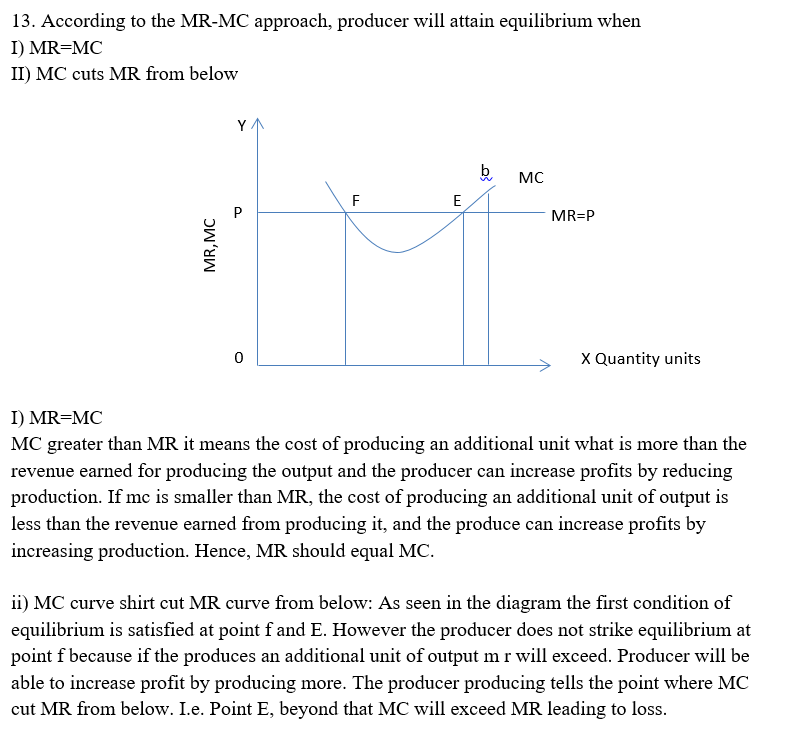 13. According to the MR-MC approach, producer will attain equilibrium when
I) MR=MC
II) MC cuts MR from below
Y
b
MC
F
E
P
MR=P
MR,MC
0
X Quantity units
I) MR=MC
MC greater than MR it means the cost of producing an additional unit what is more than the
revenue earned for producing the output and the producer can increase profits by reducing
production. If mc is smaller than MR, the cost of producing an additional unit of output is
less than the revenue earned from producing it, and the produce can increase profits by
increasing production. Hence, MR should equal MC.
ii) MC curve shirt cut MR curve from below: As seen in the diagram the first condition of
equilibrium is satisfied at point f and E. However the producer does not strike equilibrium at
point f because if the produces an additional unit of output m r will exceed. Producer will be
able to increase profit by producing more. The producer producing tells the point where MC
cut MR from below. I.e. Point E, beyond that MC will exceed MR leading to loss.